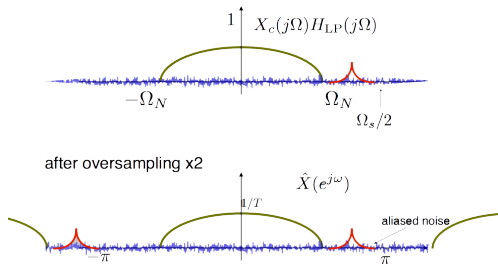 1
X_c(jΩ)H_LP(jΩ)
−Ω_N
Ω_N
Ω_s/2
after oversampling x2
1/T
X̂(e^{jω})
aliased noise
−π
π